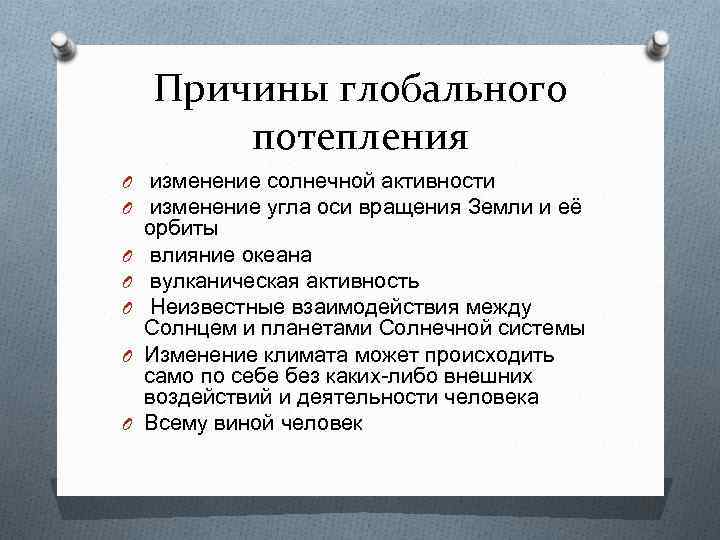 Причины глобального
потепления
изменение солнечной активности
изменение угла оси вращения Земли и её
орбиты
влияние океана
вулканическая активность
Неизвестные взаимодействия между
Солнцем и планетами Солнечной системы
Изменение климата может происходить
само по себе без каких-либо внешних
воздействий и деятельности человека
Всему виной человек